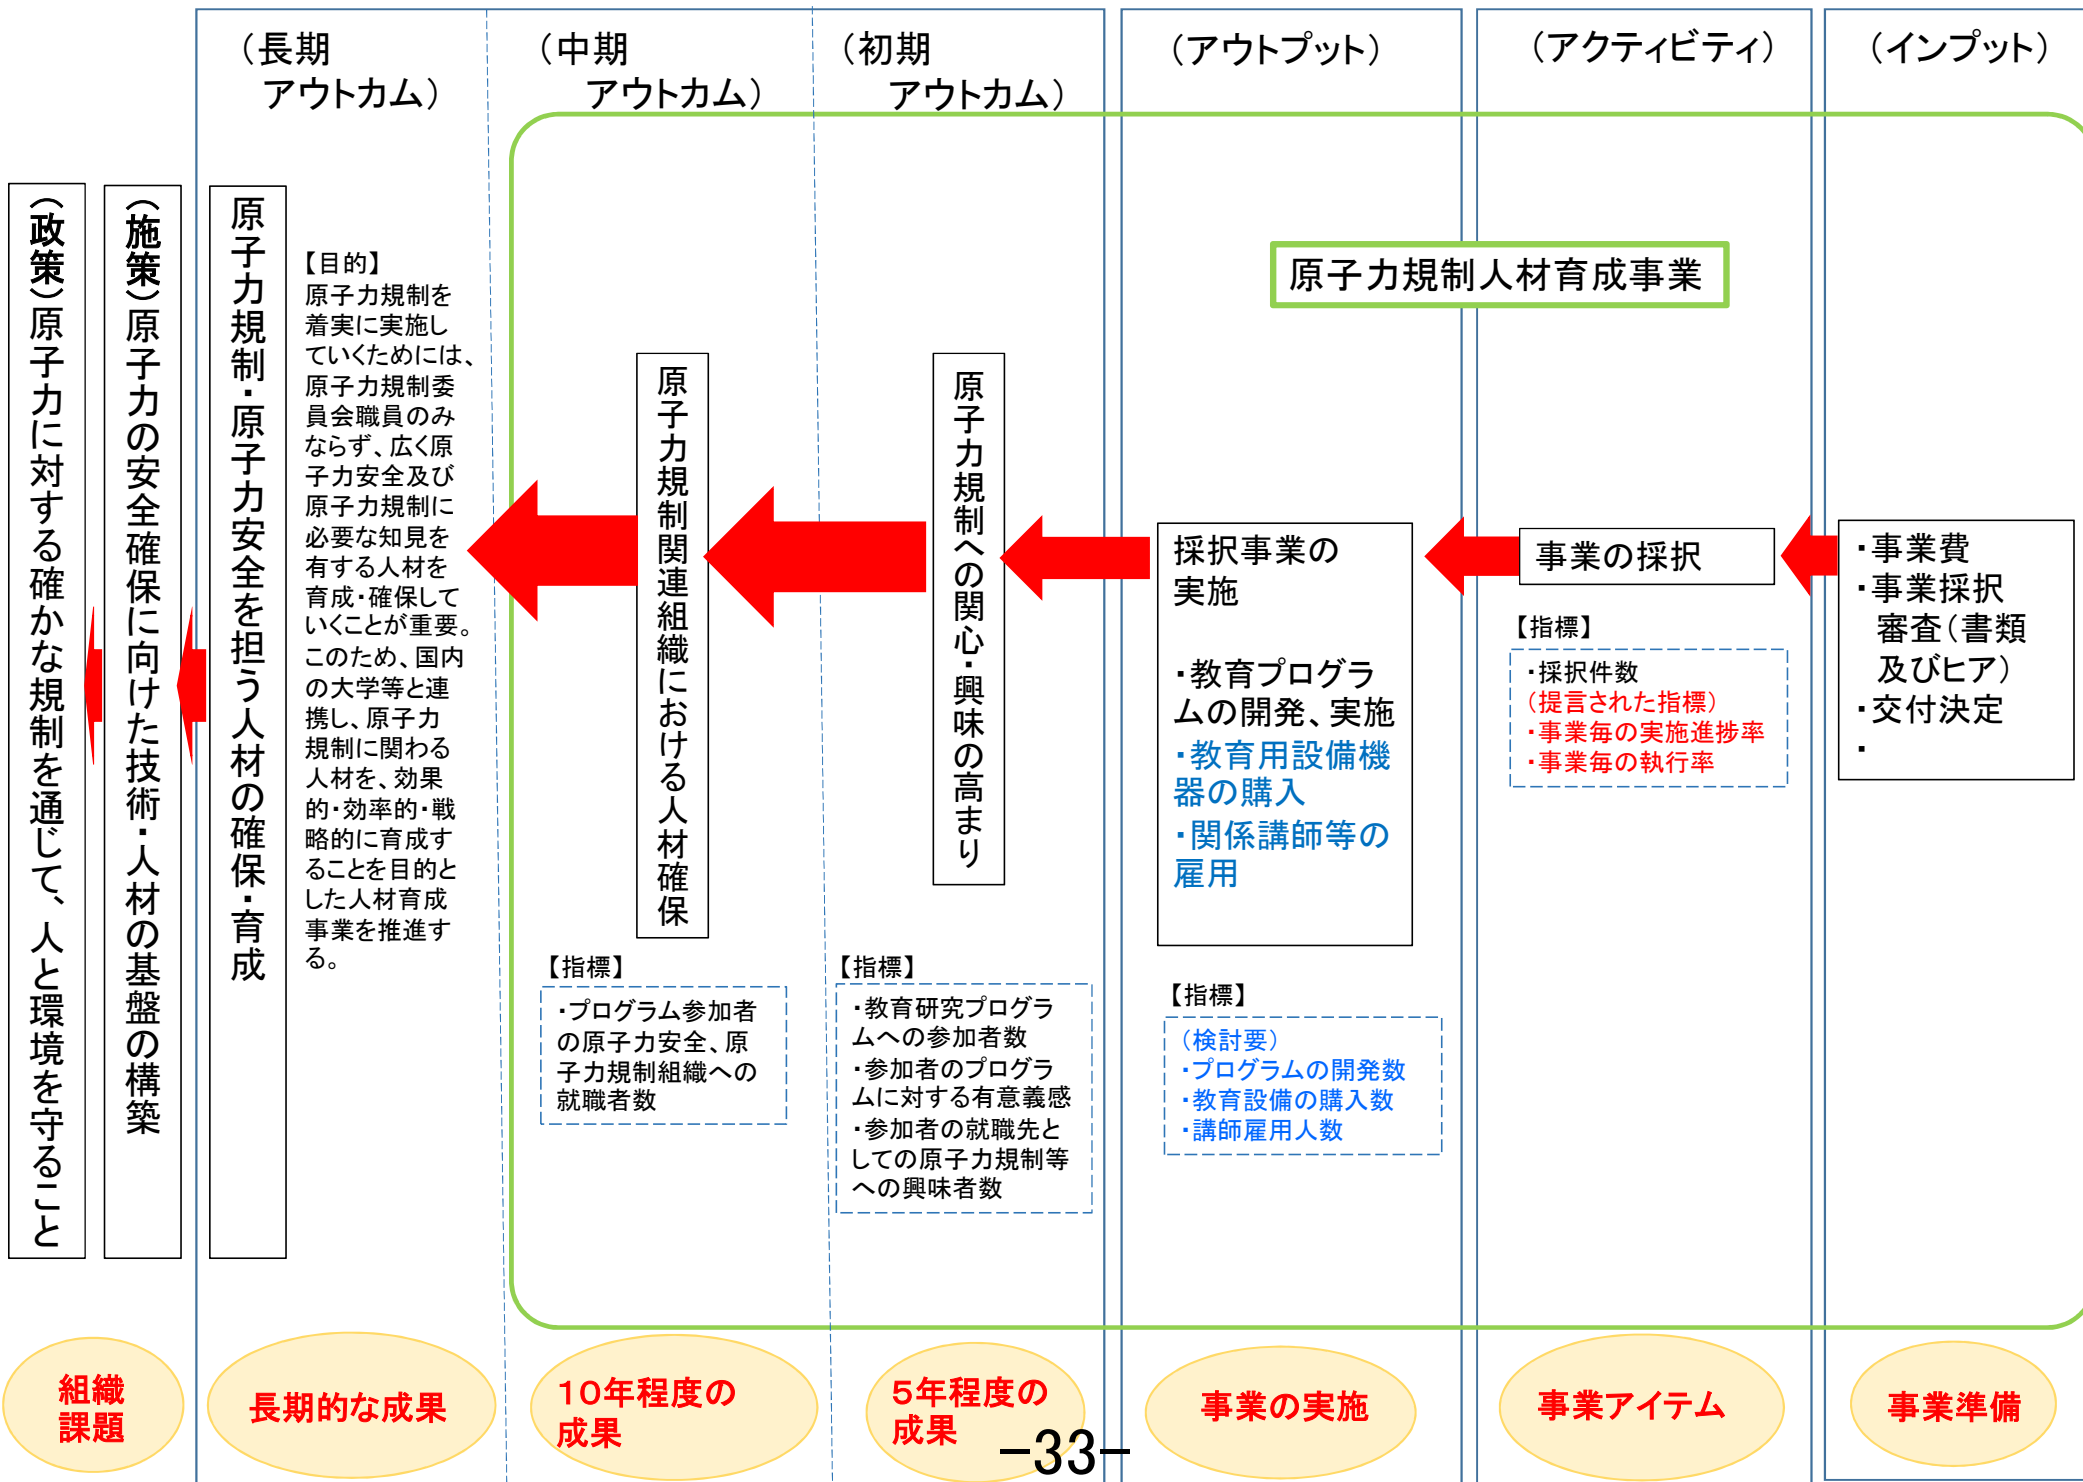 （長期
アウトカム）
（中期
アウトカム）
（初期
アウトカム）
（アウトプット）
（アクティビティ）
（インプット）
（政策）原子力に対する確かな規制を通じて、人と環境を守ること
（施策）原子力の安全確保に向けた技術・人材の基盤の構築
原子力規制・原子力安全を担う人材の確保・育成
【目的】
原子力規制を
着実に実施し
ていくためには、
原子力規制委
員会職員のみ
ならず、広く原
子力安全及び
原子力規制に
必要な知見を
有する人材を
育成・確保して
いくことが重要。
このため、国内
の大学等と連
携し、原子力
規制に関わる
人材を、効果
的・効率的・戦
略的に育成す
ることを目的と
した人材育成
事業を推進す
る。
原子力規制関連組織における人材確保
【指標】
・プログラム参加者
の原子力安全、原
子力規制組織への
就職者数
原子力規制への関心・興味の高まり
【指標】
・教育研究プログラ
ムへの参加者数
・参加者のプログラ
ムに対する有意義感
・参加者の就職先と
しての原子力規制等
への興味者数
原子力規制人材育成事業
採択事業の
実施
・教育プログラ
ムの開発、実施
・教育用設備機
器の購入
・関係講師等の
雇用
【指標】
（検討要）
・プログラムの開発数
・教育設備の購入数
・講師雇用人数
事業の採択
【指標】
・採択件数
（提言された指標）
・事業毎の実施進捗率
・事業毎の執行率
・事業費
・事業採択
審査（書類
及びヒア）
・交付決定
・
組織
課題
長期的な成果
10年程度の
成果
5年程度の
成果
事業の実施
事業アイテム
事業準備
－33－